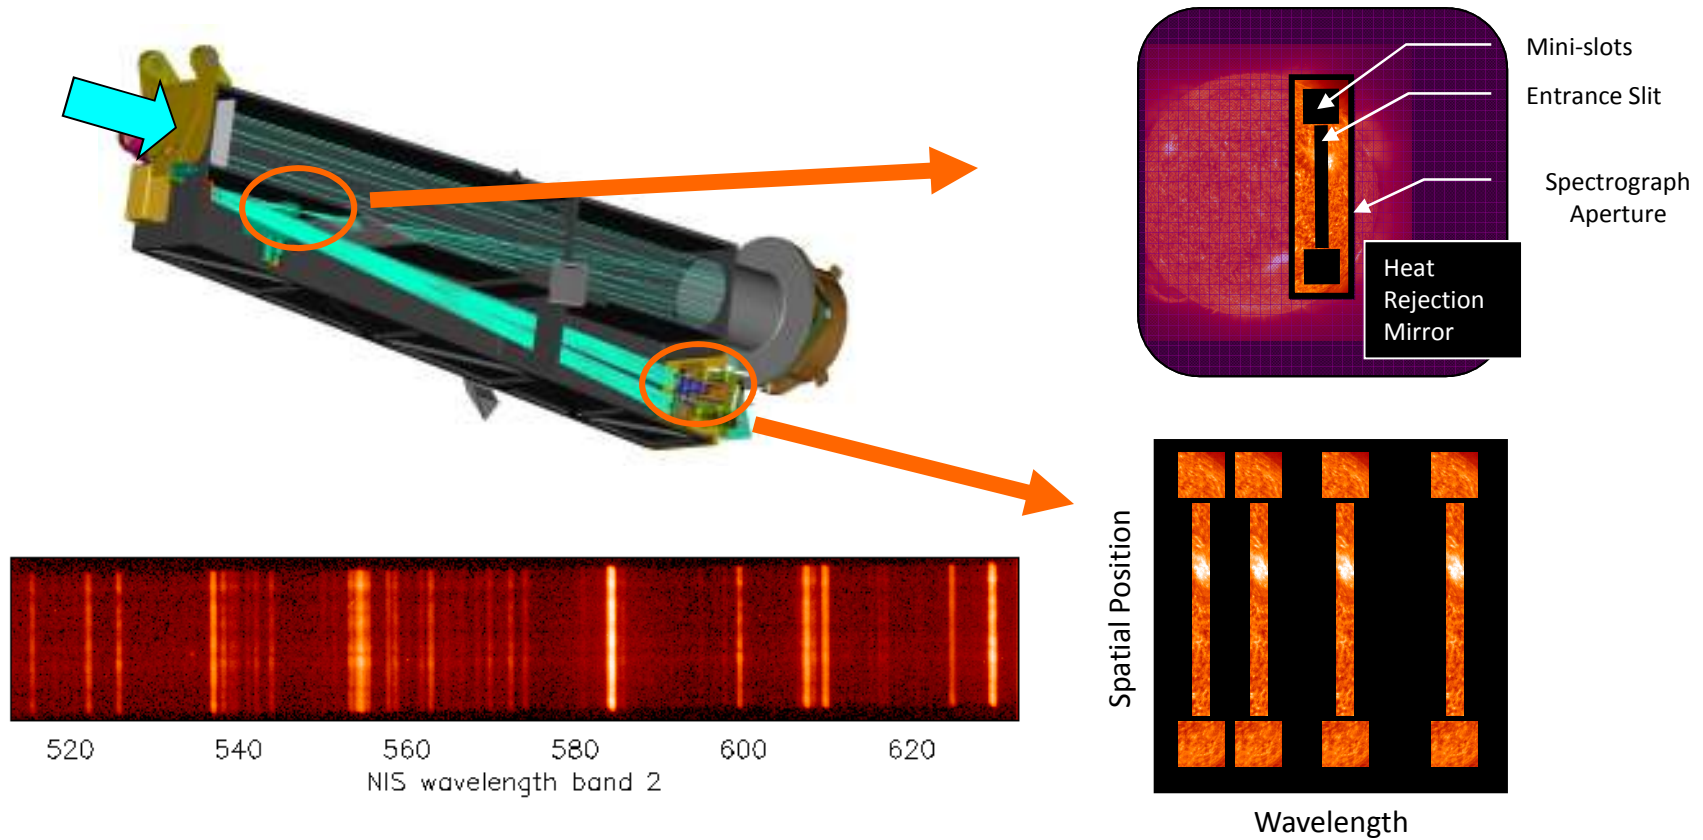 Mini-slots
Entrance Slit
Spectrograph
Aperture
Heat
Rejection
Mirror
Spatial Position
520 540 560 580 600 620
NIS wavelength band 2
Wavelength